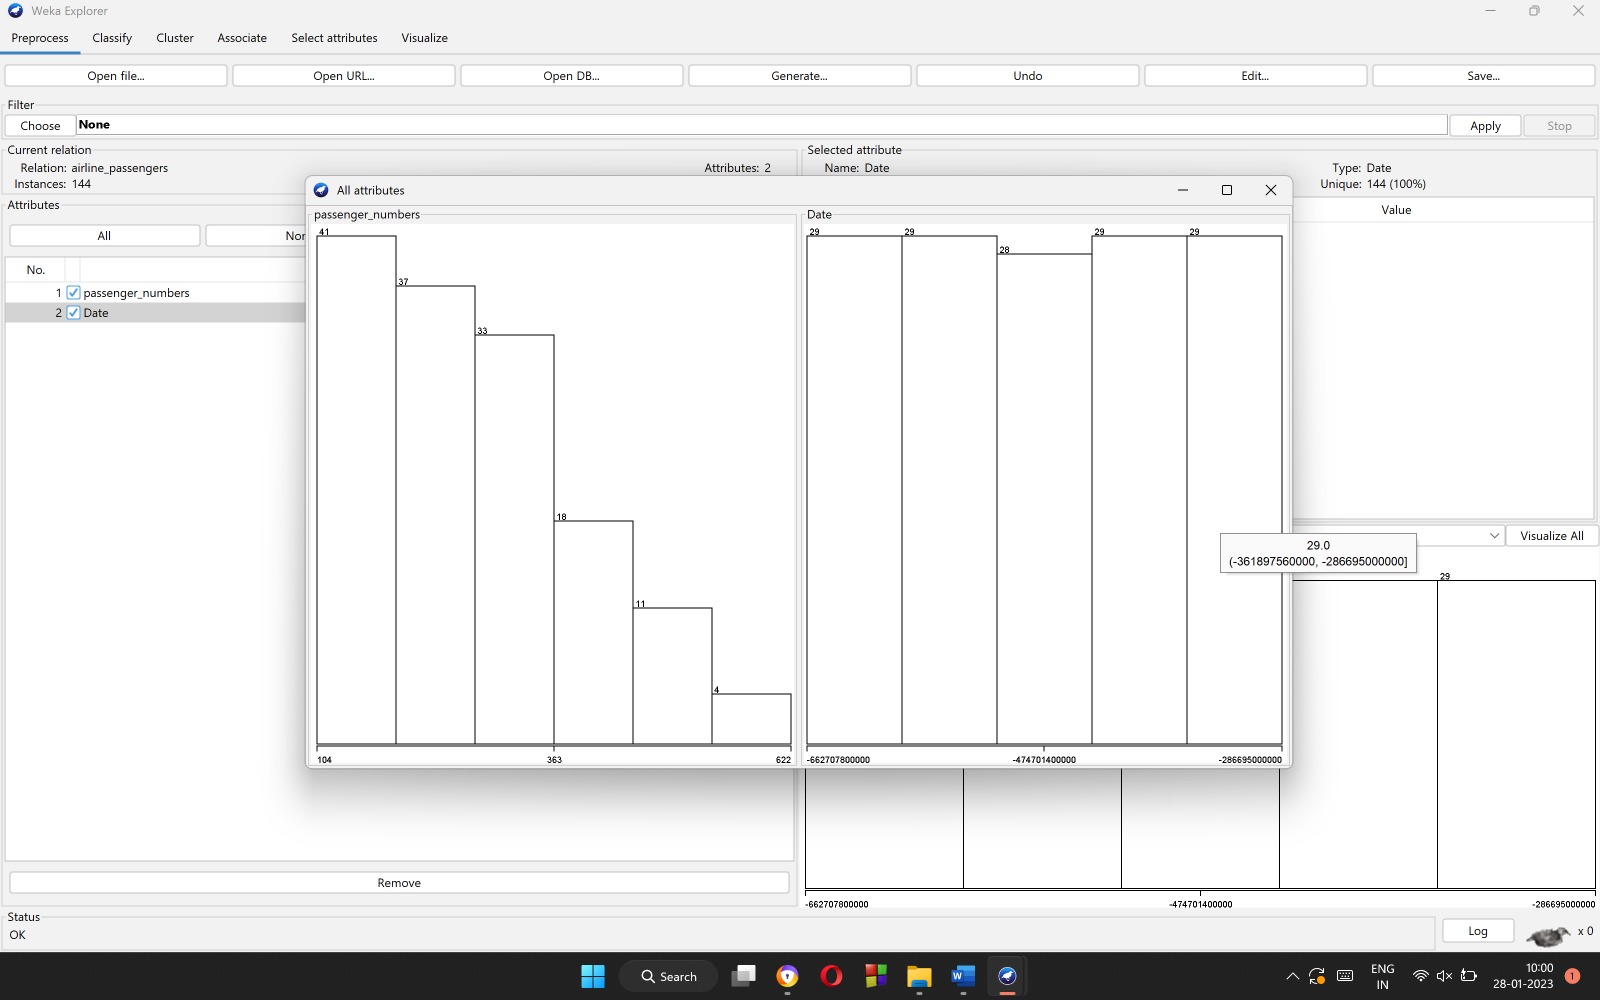 Weka Explorer
Preprocess Classify Cluster Associate Select attributes Visualize
Open file... Open URL... Open DB... Generate... Undo Edit... Save...
Filter
Choose None Apply Stop
Current relation
Relation: airline_passengers Attributes: 2
Instances: 144
Selected attribute
Name: Date Type: Date
Unique: 144 (100%)
Attributes
All
No.
1 passenger_numbers
2 Date
Value
All attributes
passenger_numbers
41
37
33
18
11
4
104 363 622
Date
29 29 28 29 29
-662707800000 -474701400000 -286695000000
29.0
(-361897560000, -286695000000]
Visualize All
29
-662707800000 -474701400000 -286695000000
Remove
Status
OK
Log x 0
Search
W
ENG
IN
10:00
28-01-2023
1